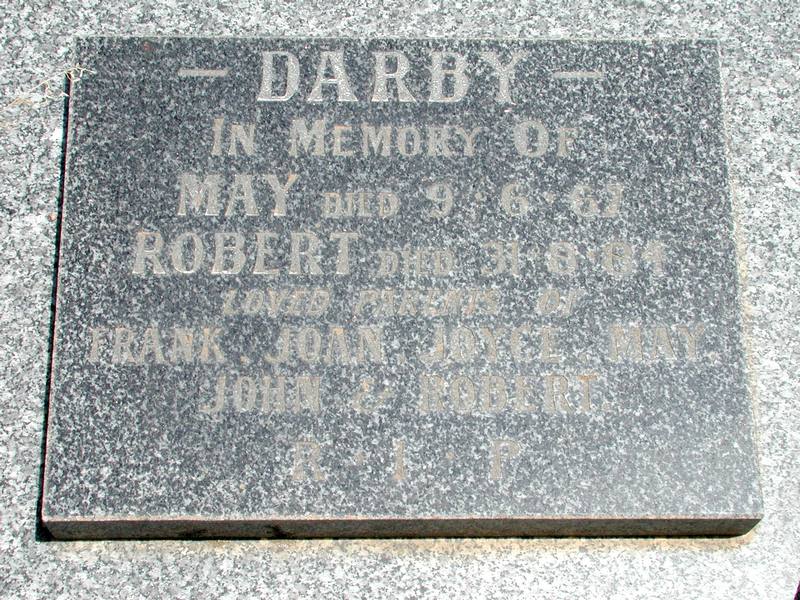 — DARBY —
IN MEMORY OF
MAY DIED 9·6·67
ROBERT DIED 31·8·84
LOVED PARENTS OF
FRANK, JOAN, JOYCE, MAY
JOHN & ROBERT.
R·I·P